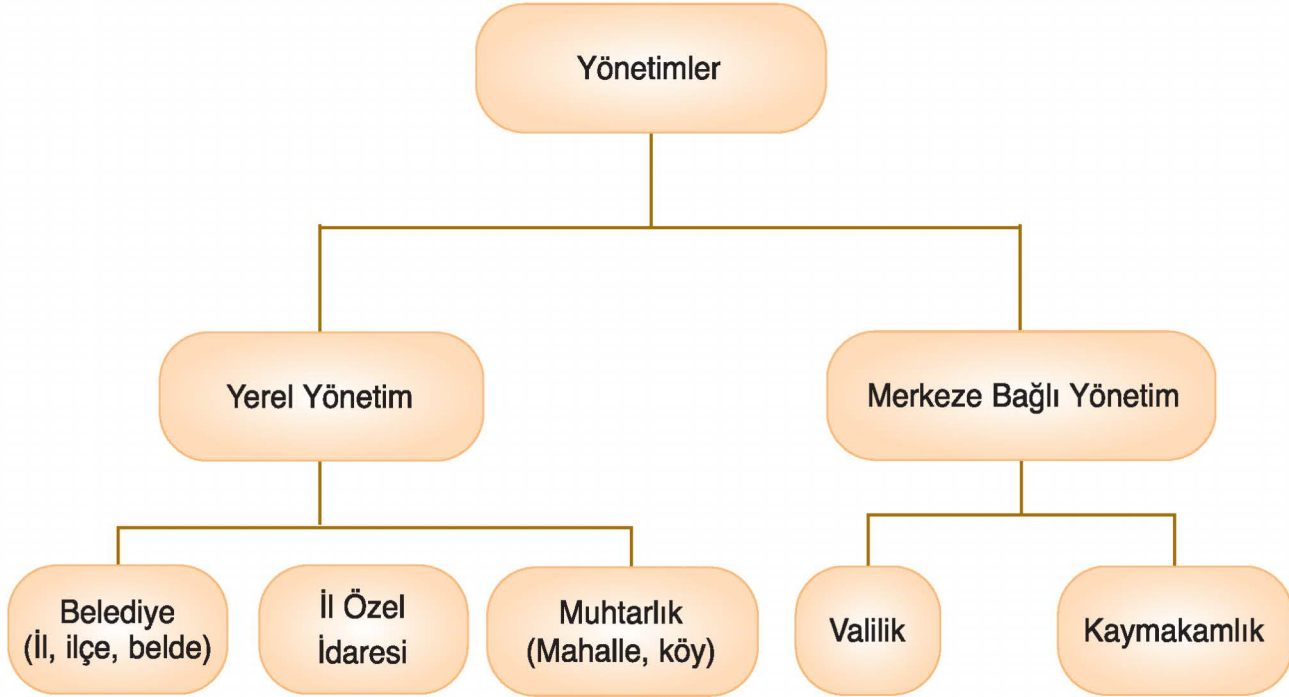 Yönetimler
Yerel Yönetim
Merkeze Bağlı Yönetim
Belediye
(İl, ilçe, belde)
İl Özel
İdaresi
Muhtarlık
(Mahalle, köy)
Valilik
Kaymakamlık